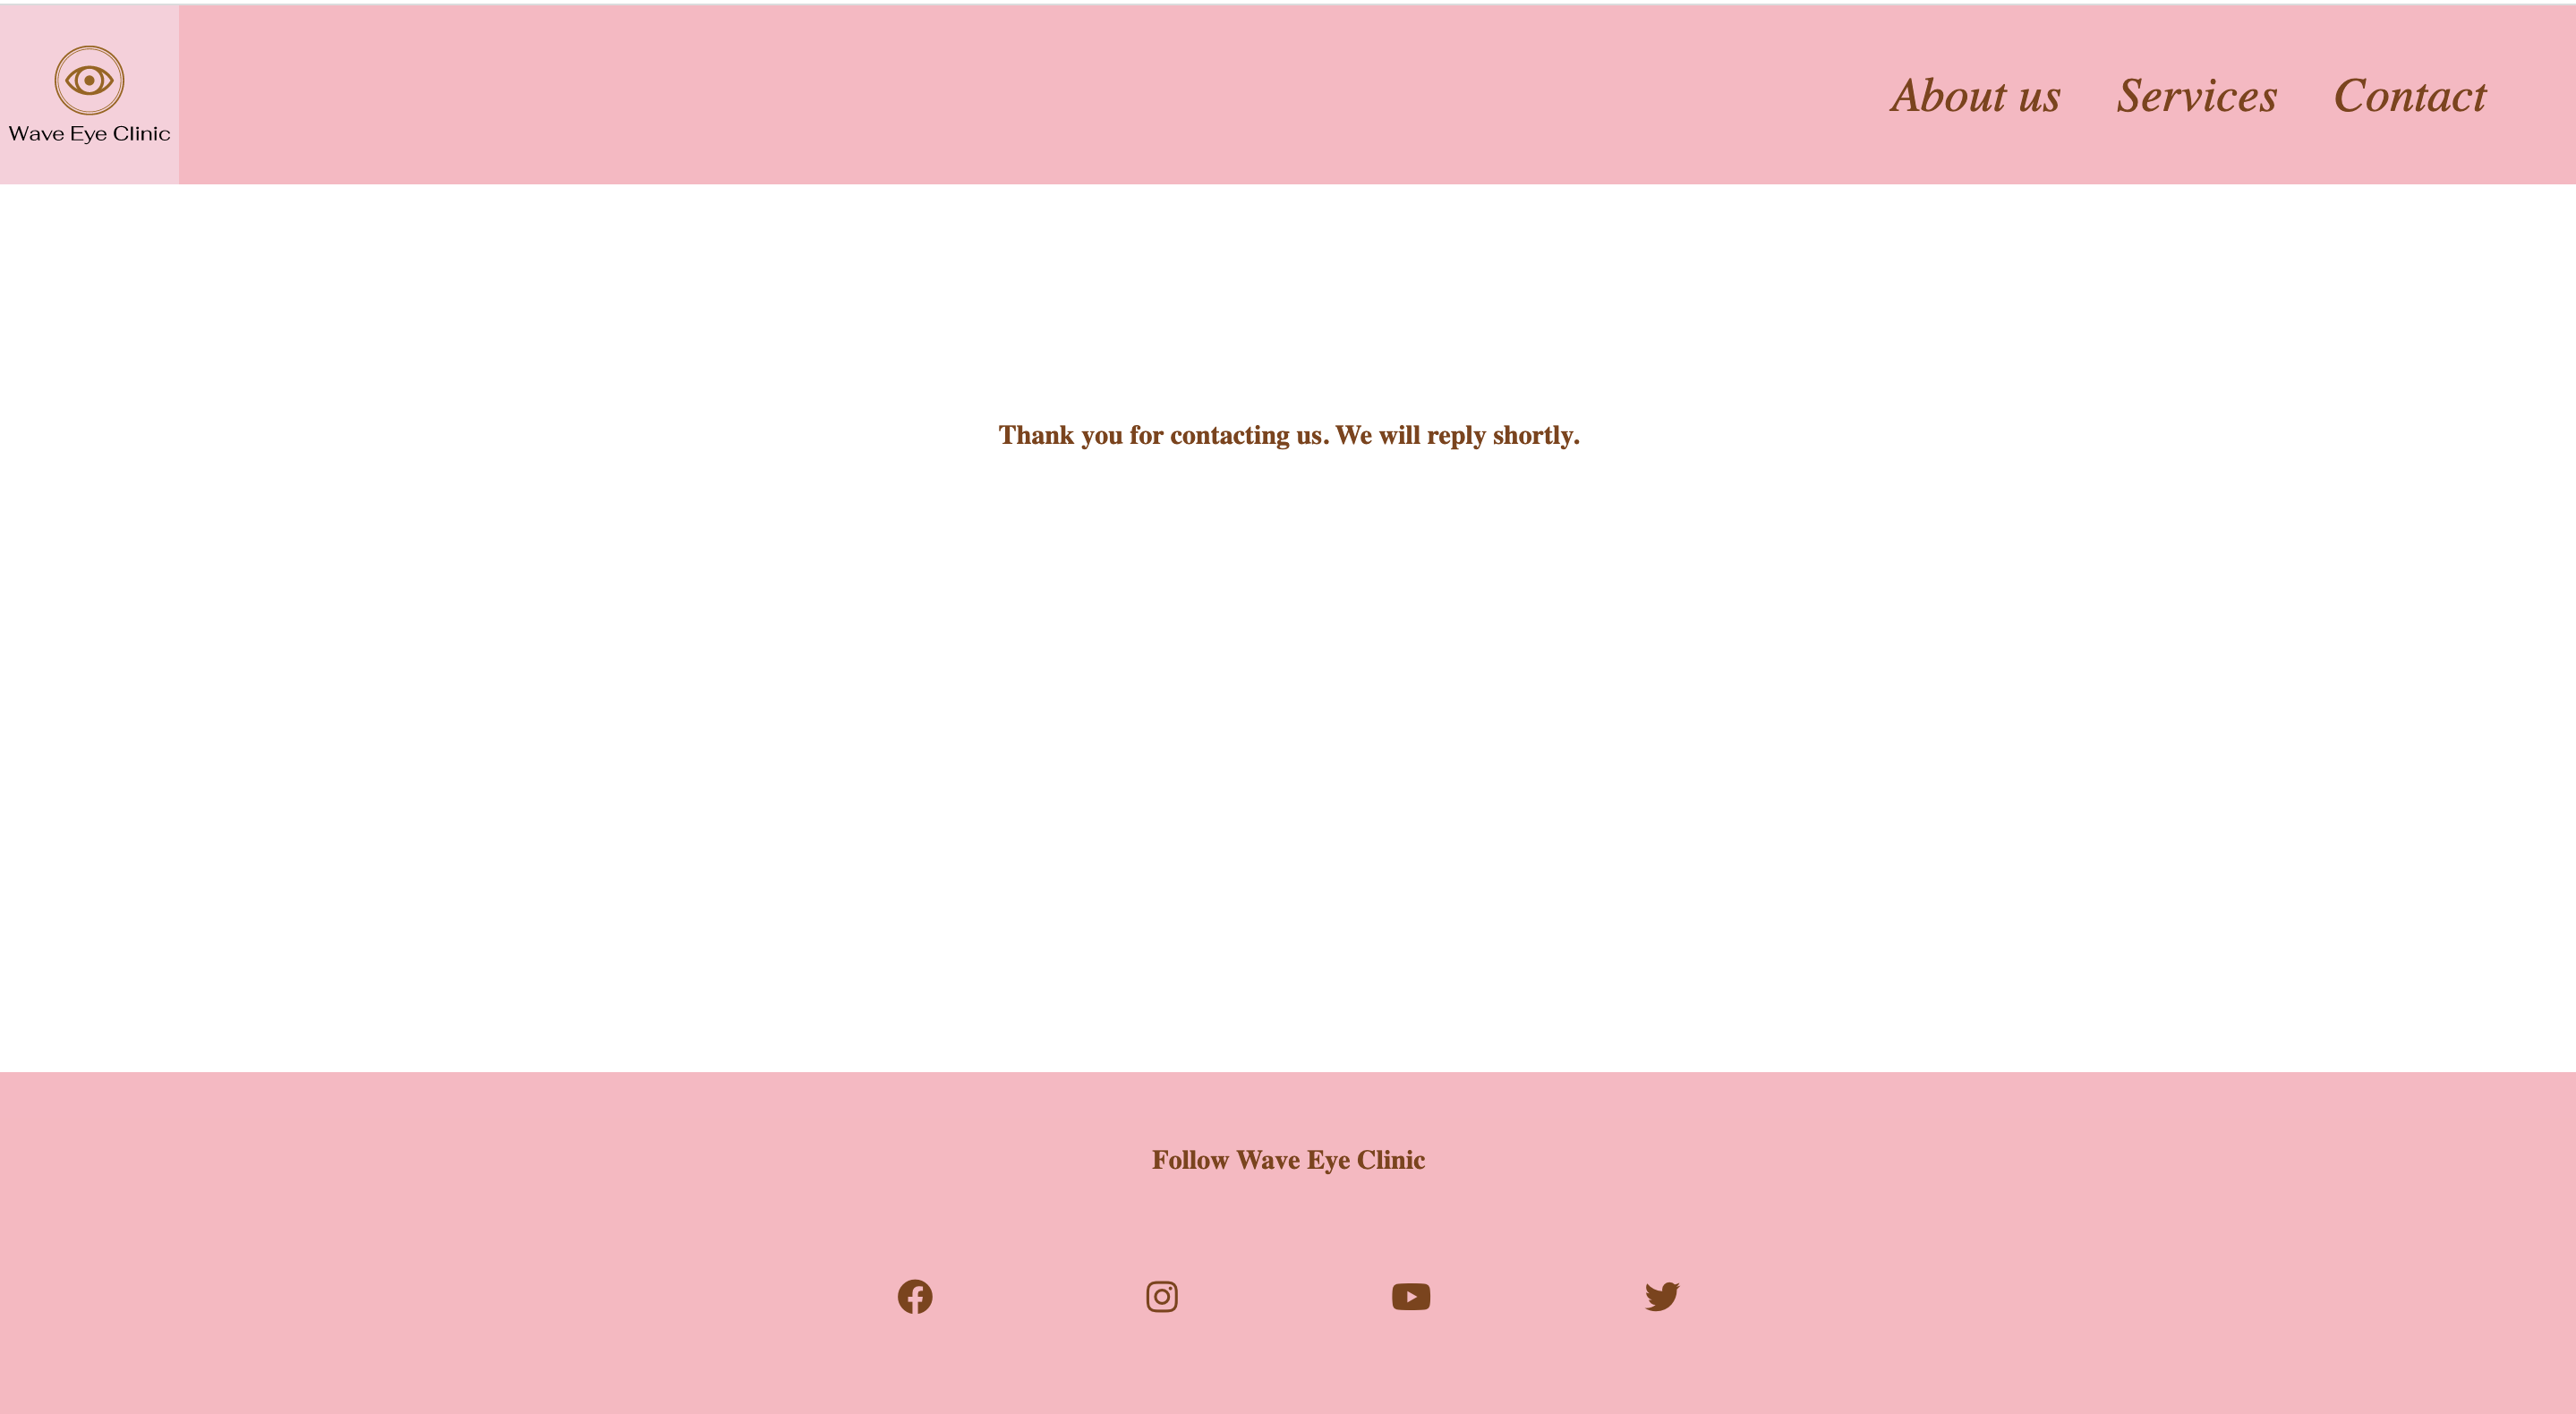 Wave Eye Clinic
About us Services Contact
Thank you for contacting us. We will reply shortly.
Follow Wave Eye Clinic